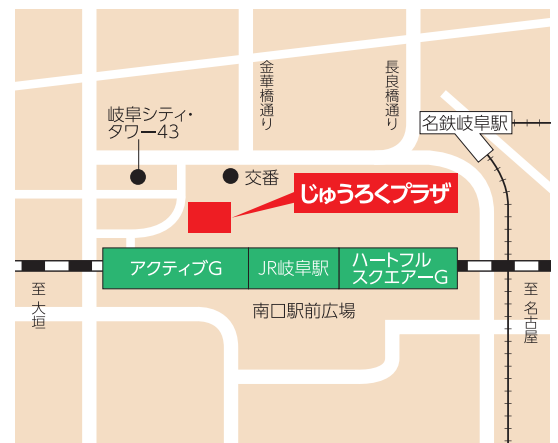 金華橋通り
長良橋通り
岐阜シティ・
タワー43
名鉄岐阜駅
交番
じゅうろくプラザ
アクティブG
JR岐阜駅
ハートフル
スクエアーG
至 大垣
南口駅前広場
至 名古屋